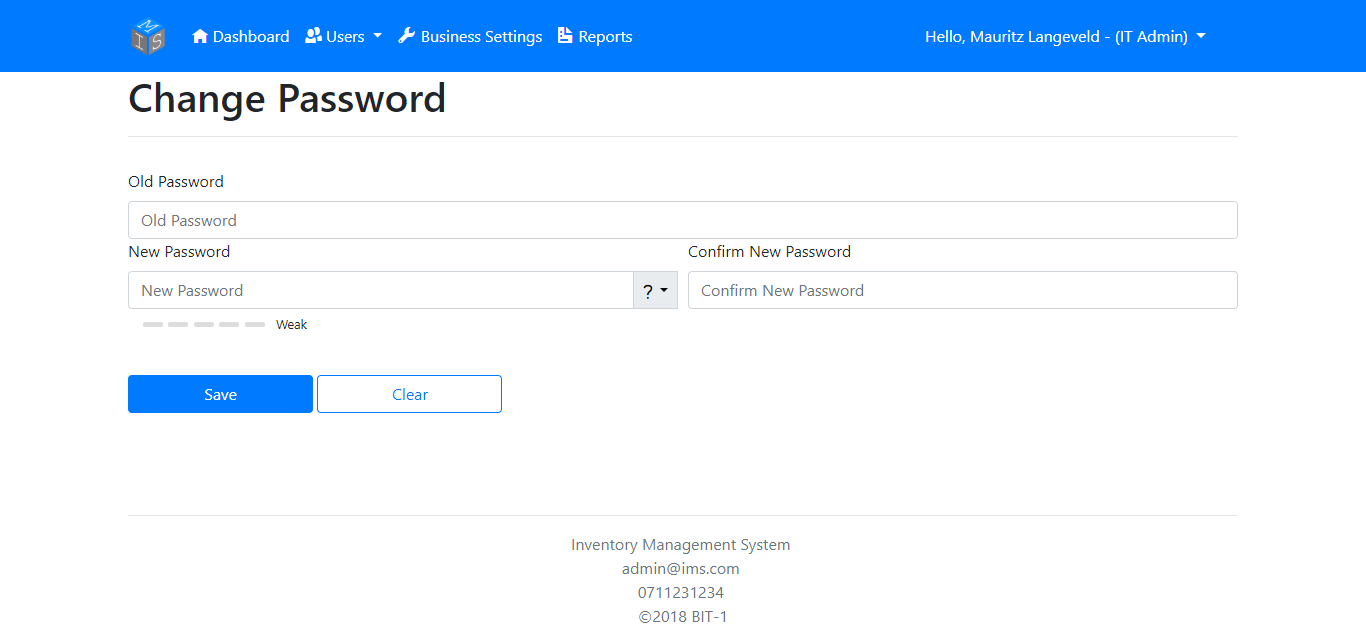 IMS Dashboard Users Business Settings Reports Hello, Mauritz Langeveld - (IT Admin)
Change Password
Old Password
Old Password
New Password Confirm New Password
New Password ? Confirm New Password
Weak
Save Clear
Inventory Management System
admin@ims.com
0711231234
©2018 BIT-1